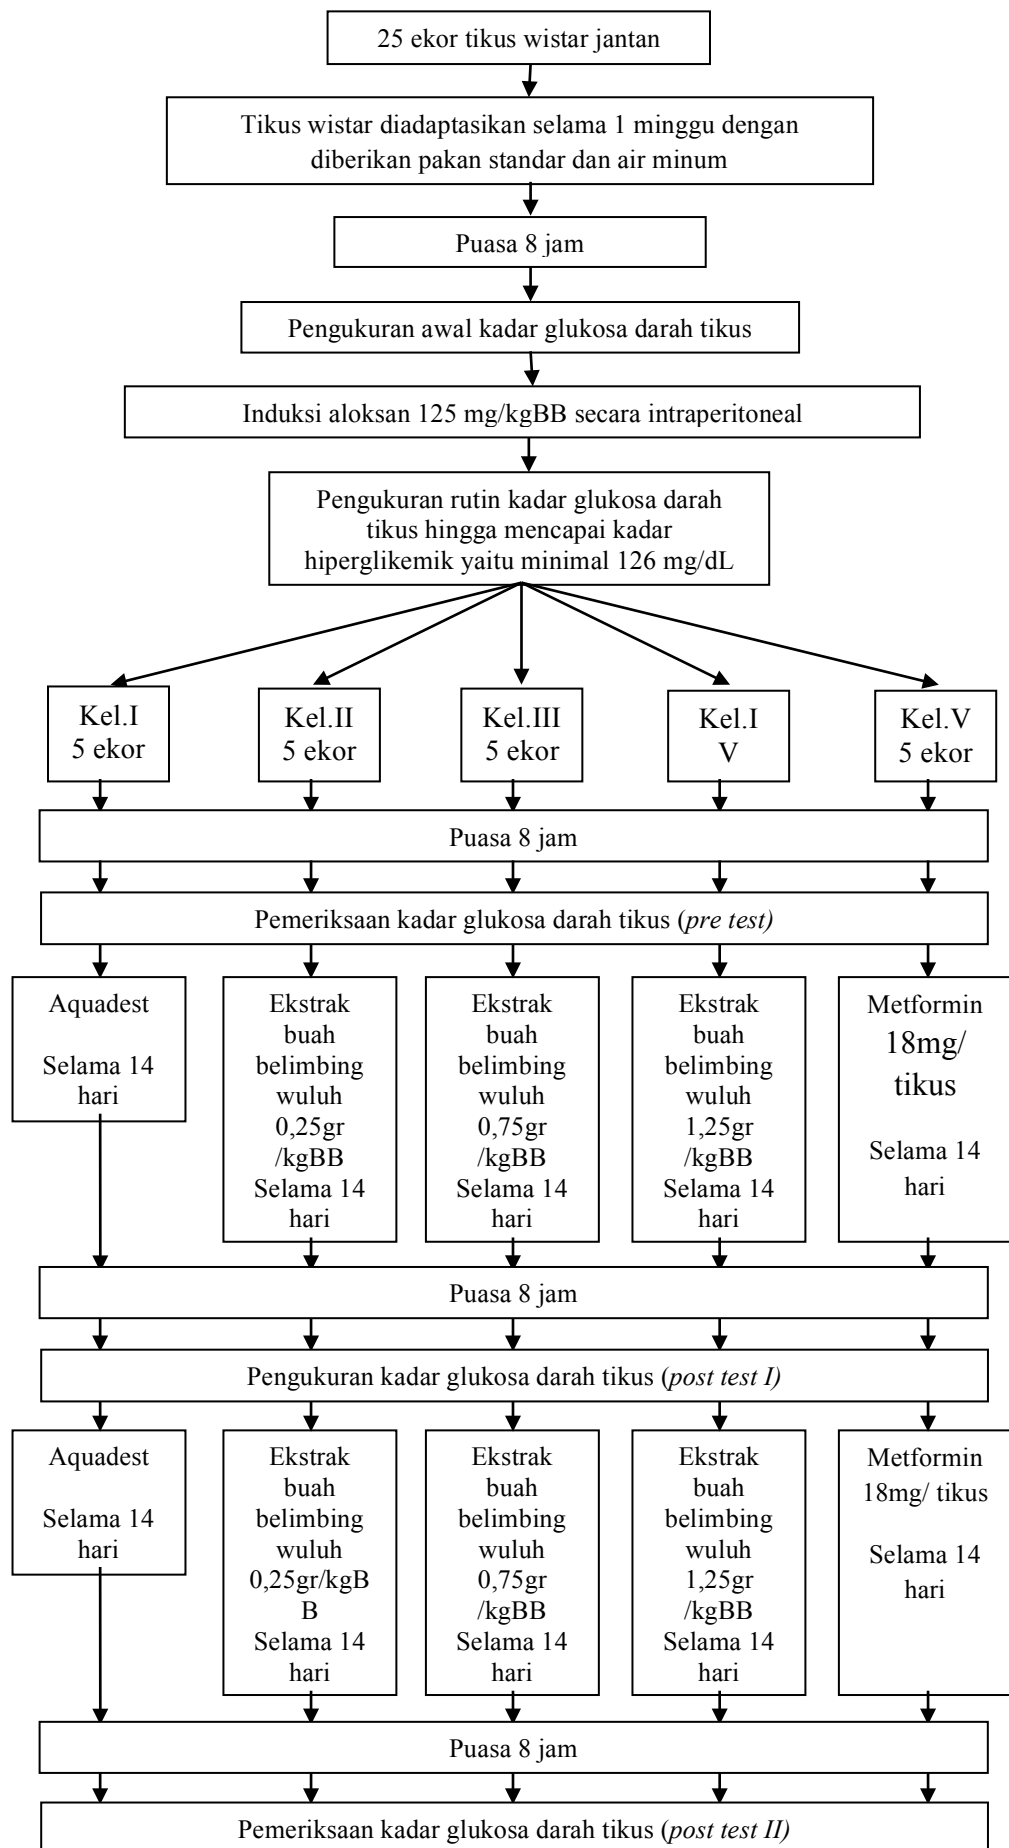 25 ekor tikus wistar jantan
Tikus wistar diadaptasikan selama 1 minggu dengan
diberikan pakan standar dan air minum
Puasa 8 jam
Pengukuran awal kadar glukosa darah tikus
Induksi aloksan 125 mg/kgBB secara intraperitoneal
Pengukuran rutin kadar glukosa darah
tikus hingga mencapai kadar
hiperglikemik yaitu minimal 126 mg/dL
Kel.I
5 ekor
Kel.II
5 ekor
Kel.III
5 ekor
Kel.I
V
Kel.V
5 ekor
Puasa 8 jam
Pemeriksaan kadar glukosa darah tikus (pre test)
Aquadest
Selama 14
hari
Ekstrak
buah
belimbing
wuluh
0,25gr
/kgBB
Selama 14
hari
Ekstrak
buah
belimbing
wuluh
0,75gr
/kgBB
Selama 14
hari
Ekstrak
buah
belimbing
wuluh
1,25gr
/kgBB
Selama 14
hari
Metformin
18mg/
tikus
Selama 14
hari
Puasa 8 jam
Pengukuran kadar glukosa darah tikus (post test I)
Aquadest
Selama 14
hari
Ekstrak
buah
belimbing
wuluh
0,25gr/kgB
B
Selama 14
hari
Ekstrak
buah
belimbing
wuluh
0,75gr
/kgBB
Selama 14
hari
Ekstrak
buah
belimbing
wuluh
1,25gr
/kgBB
Selama 14
hari
Metformin
18mg/ tikus
Selama 14
hari
Puasa 8 jam
Pemeriksaan kadar glukosa darah tikus (post test II)